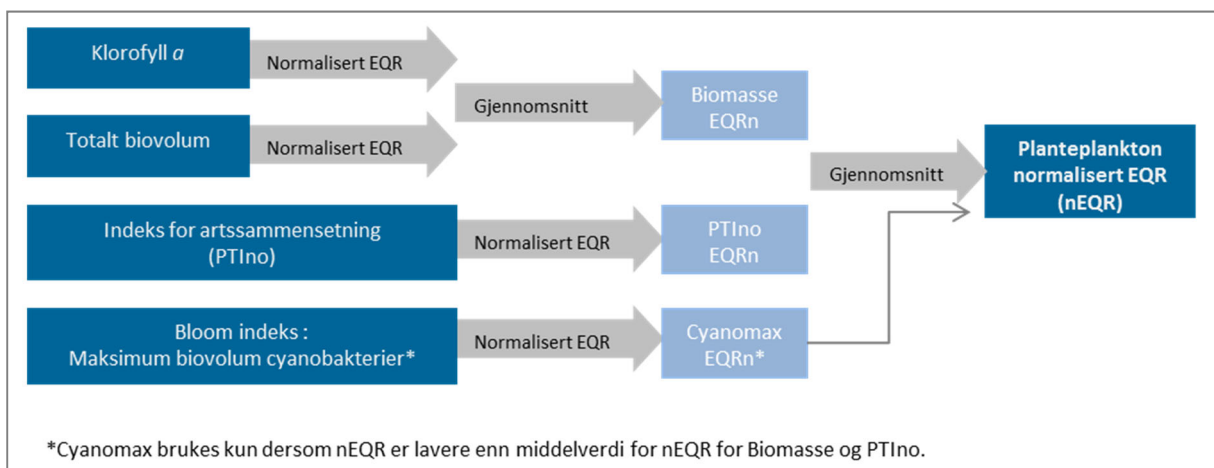 Klorofyll a
Normalisert EQR
Totalt biovolum
Normalisert EQR
Gjennomsnitt
Biomasse
EQRn
Indeks for artssammensetning
(PTIno)
Normalisert EQR
PTIno
EQRn
Bloom indeks :
Maksimum biovolum cyanobakterier*
Normalisert EQR
Cyanomax
EQRn*
Gjennomsnitt
Planteplankton
normalisert EQR
(nEQR)
*Cyanomax brukes kun dersom nEQR er lavere enn middelverdi for nEQR for Biomasse og PTIno.